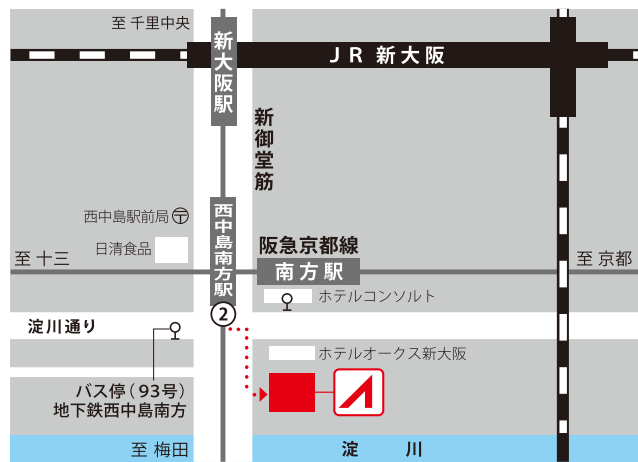 至 千里中央
新大阪駅
JR 新大阪
新御堂筋
西中島駅前局
日清食品
西中島南方駅
阪急京都線
南方駅
至 十三
至 京都
ホテルコンソルト
2
淀川通り
ホテルオークス新大阪
バス停(93号)
地下鉄西中島南方
至 梅田
淀 川